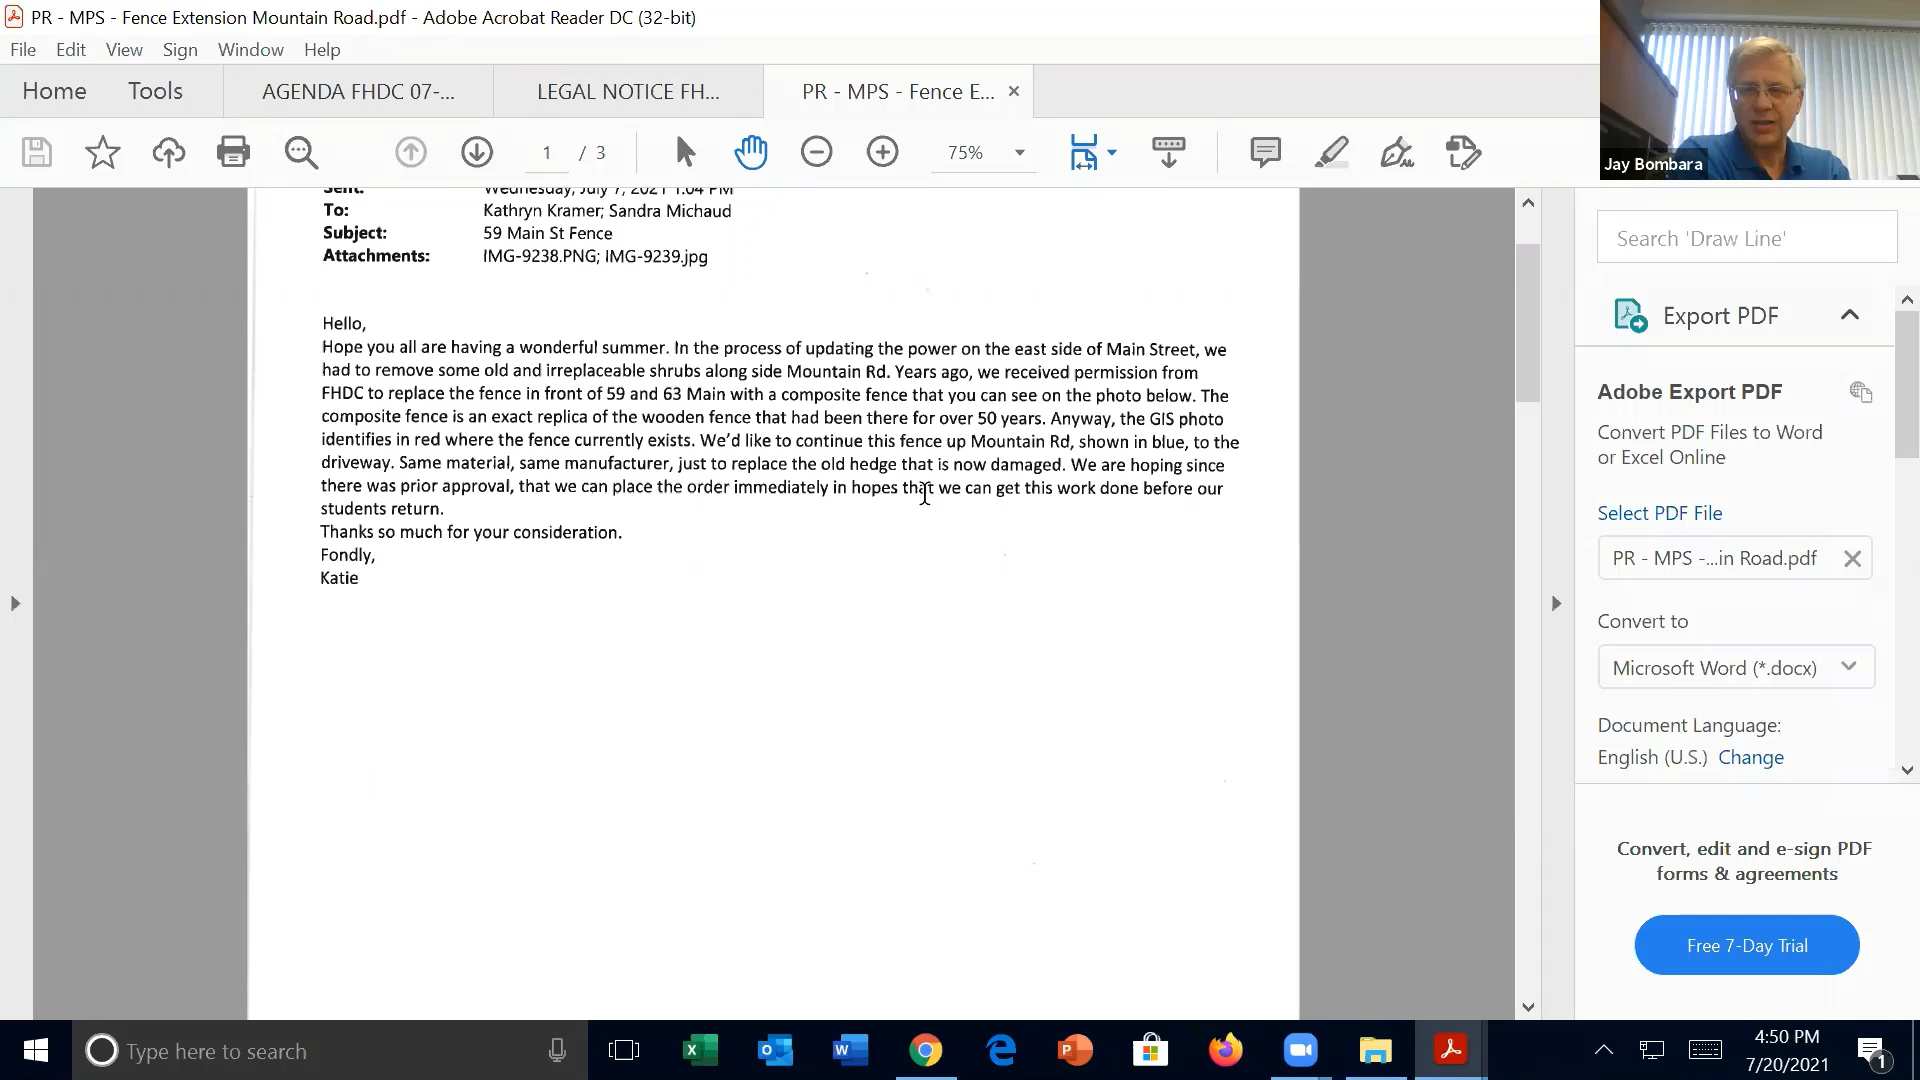 PR - MPS - Fence Extension Mountain Road.pdf - Adobe Acrobat Reader DC (32-bit)
File Edit View Sign Window Help
Home Tools AGENDA FHDC 07-... LEGAL NOTICE FH... PR - MPS - Fence E...
1 / 3 75%
Jay Bombara
Sent: Wednesday, July 7, 2021 1:04 PM
To: Kathryn Kramer; Sandra Michaud
Subject: 59 Main St Fence
Attachments: IMG-9238.PNG; IMG-9239.jpg
Hello,
Hope you all are having a wonderful summer. In the process of updating the power on the east side of Main Street, we
had to remove some old and irreplaceable shrubs along side Mountain Rd. Years ago, we received permission from
FHDC to replace the fence in front of 59 and 63 Main with a composite fence that you can see on the photo below. The
composite fence is an exact replica of the wooden fence that had been there for over 50 years. Anyway, the GIS photo
identifies in red where the fence currently exists. We'd like to continue this fence up Mountain Rd, shown in blue, to the
driveway. Same material, same manufacturer, just to replace the old hedge that is now damaged. We are hoping since
there was prior approval, that we can place the order immediately in hopes that we can get this work done before our
students return.
Thanks so much for your consideration.
Fondly,
Katie
Search 'Draw Line'
Export PDF
Adobe Export PDF
Convert PDF Files to Word
or Excel Online
Select PDF File
PR - MPS -...in Road.pdf
Convert to
Microsoft Word (*.docx)
Document Language:
English (U.S.) Change
Convert, edit and e-sign PDF
forms & agreements
Free 7-Day Trial
Type here to search
4:50 PM
7/20/2021
1